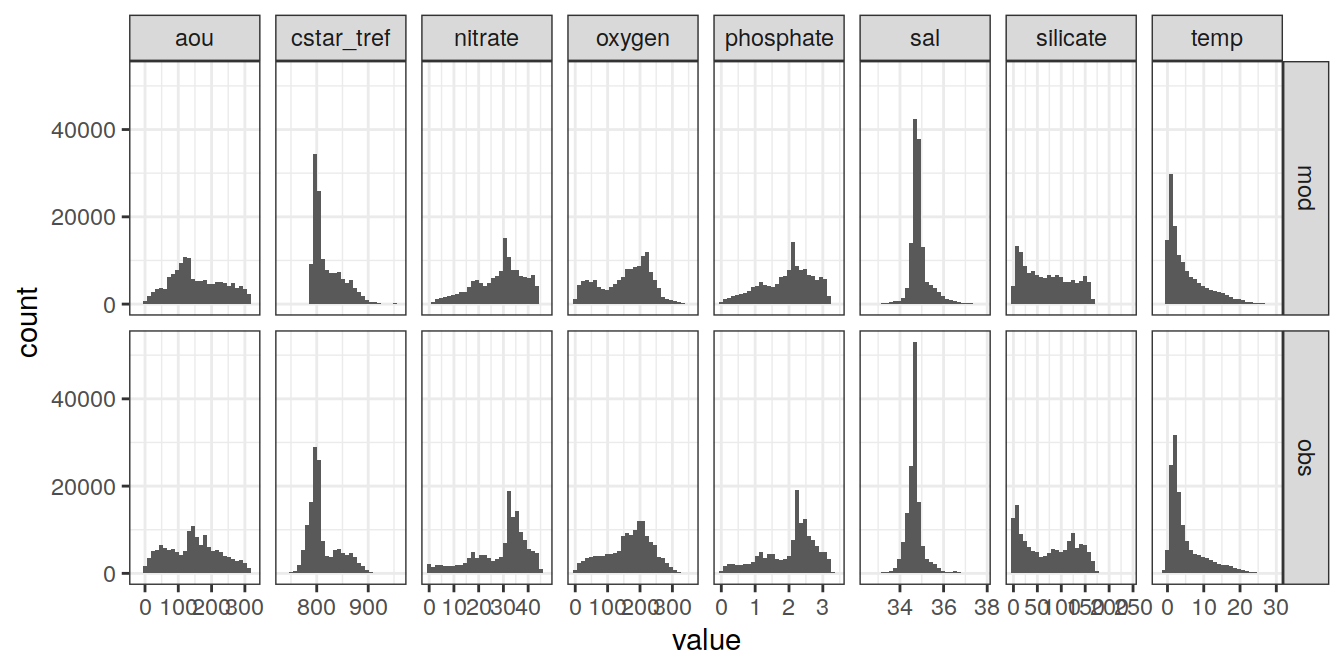 aou cstar_tref nitrate oxygen phosphate sal silicate temp
40000
20000
0
mod
40000
20000
0
obs
0 100 200 300 800 900 0 10 20 30 40 0 100 200 300 0 1 2 3 34 36 38 0 50 100 150 200 250 0 10 20 30
value
count